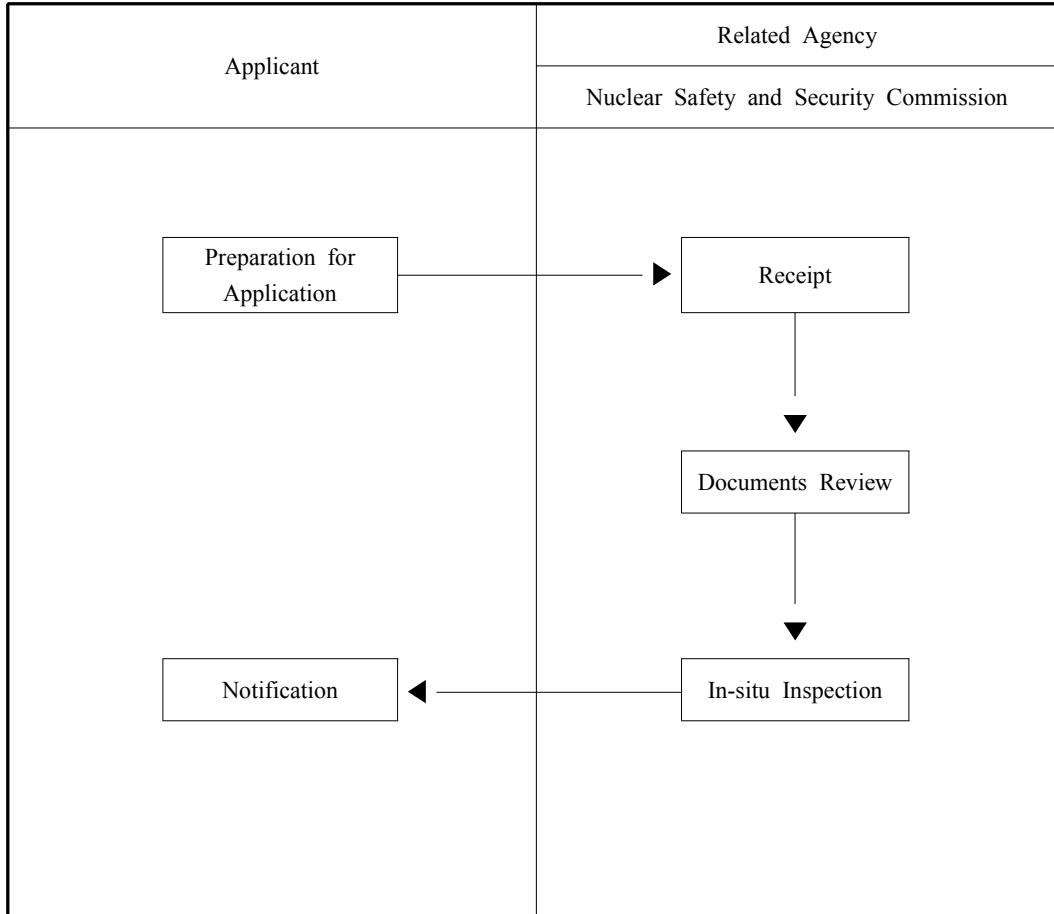 Applicant
Related Agency
Nuclear Safety and Security Commission
Preparation for
Application
Receipt
Documents Review
Notification
In-situ Inspection